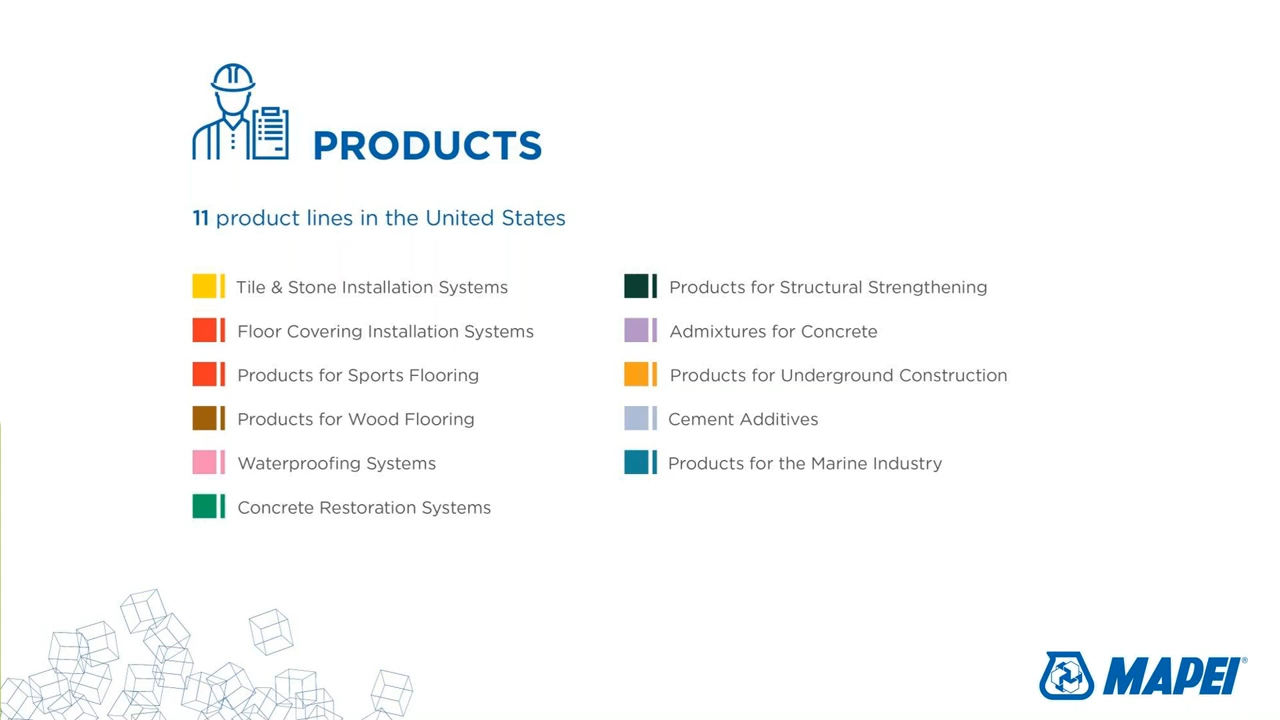 PRODUCTS
11 product lines in the United States
Tile & Stone Installation Systems
Floor Covering Installation Systems
Products for Sports Flooring
Products for Wood Flooring
Waterproofing Systems
Concrete Restoration Systems
Products for Structural Strengthening
Admixtures for Concrete
Products for Underground Construction
Cement Additives
Products for the Marine Industry
MAPEI®